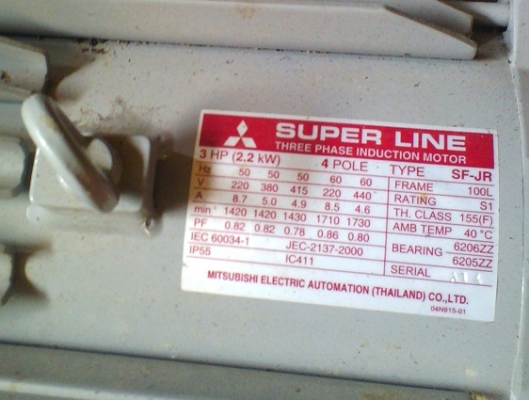 SUPER LINE
THREE PHASE INDUCTION MOTOR
3 HP (2.2 kW) 4 POLE TYPE SF-JR
Hz 50 50 50 60 60 FRAME 100L
V 220 380 415 220 440 RATING S1
A 8.7 5.0 4.9 8.5 4.6 TH. CLASS 155(F)
min⁻¹ 1420 1420 1430 1710 1730 AMB TEMP 40 °C
PF 0.82 0.82 0.78 0.86 0.80 BEARING 6206ZZ
IEC 60034-1 JEC-2137-2000 6205ZZ
IP55 IC411 SERIAL
MITSUBISHI ELECTRIC AUTOMATION (THAILAND) CO.,LTD.
04N815-01